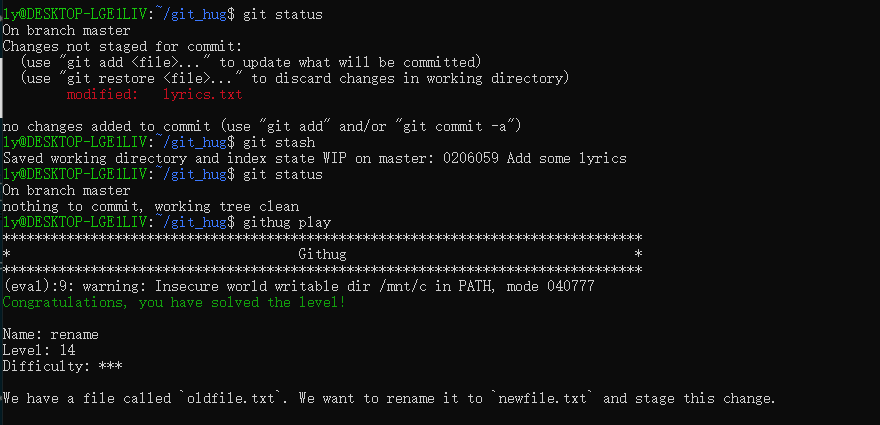 ly@DESKTOP-LGE1LIV:~/git_hug$ git status
On branch master
Changes not staged for commit:
  (use "git add <file>..." to update what will be committed)
  (use "git restore <file>..." to discard changes in working directory)
        modified:   lyrics.txt

no changes added to commit (use "git add" and/or "git commit -a")
ly@DESKTOP-LGE1LIV:~/git_hug$ git stash
Saved working directory and index state WIP on master: 0206059 Add some lyrics
ly@DESKTOP-LGE1LIV:~/git_hug$ git status
On branch master
nothing to commit, working tree clean
ly@DESKTOP-LGE1LIV:~/git_hug$ githug play
********************************************************************************
*                                    Githug                                    *
********************************************************************************
(eval):9: warning: Insecure world writable dir /mnt/c in PATH, mode 040777
Congratulations, you have solved the level!

Name: rename
Level: 14
Difficulty: ***

We have a file called `oldfile.txt`. We want to rename it to `newfile.txt` and stage this change.